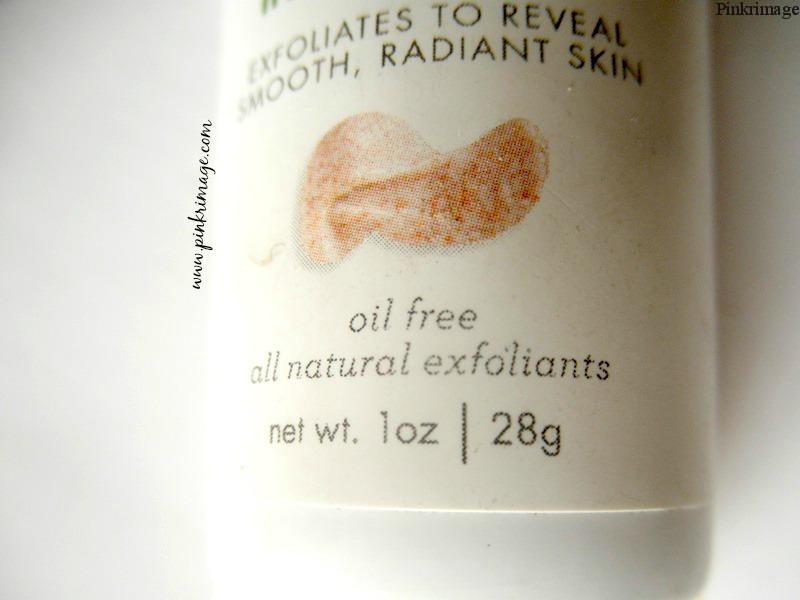 Pinkrimage
EXFOLIATES TO REVEAL
SMOOTH, RADIANT SKIN
www.pinkrimage.com
oil free
all natural exfoliants
net wt. 1oz | 28g